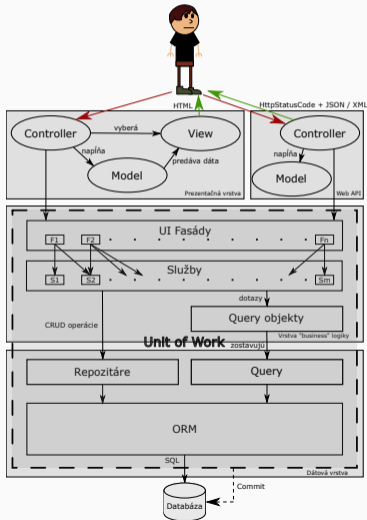 HTML
HttpStatusCode + JSON / XML
Controller
vyberá
View
Controller
napĺňa
napĺňa
predáva dáta
Model
Model
Prezentačná vrstva
Web API
UI Fasády
F1
F2
Fn
Služby
S1
S2
Sm
dotazy
CRUD operácie
Query objekty
Vrstva "business" logiky
Unit of Work
zostavujú
Repozitáre
Query
ORM
SQL
Dátová vrstva
Commit
Databáza